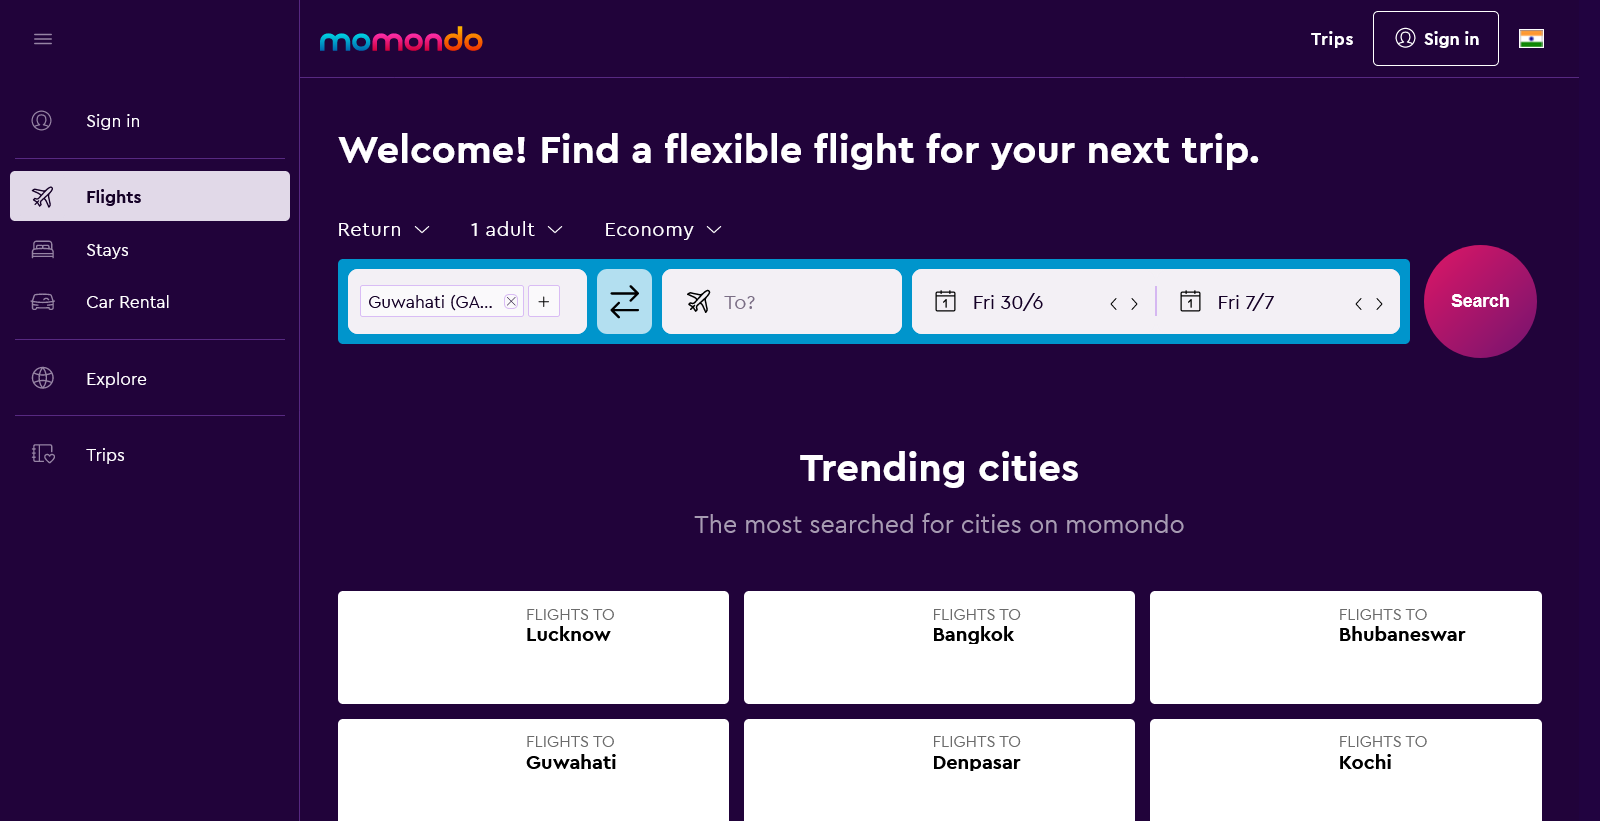 momondo
Trips
Sign in
Sign in
Flights
Stays
Car Rental
Explore
Trips
Welcome! Find a flexible flight for your next trip.
Return
1 adult
Economy
Guwahati (GA...
+
To?
Fri 30/6
Fri 7/7
Search
Trending cities
The most searched for cities on momondo
FLIGHTS TO
Lucknow
FLIGHTS TO
Bangkok
FLIGHTS TO
Bhubaneswar
FLIGHTS TO
Guwahati
FLIGHTS TO
Denpasar
FLIGHTS TO
Kochi